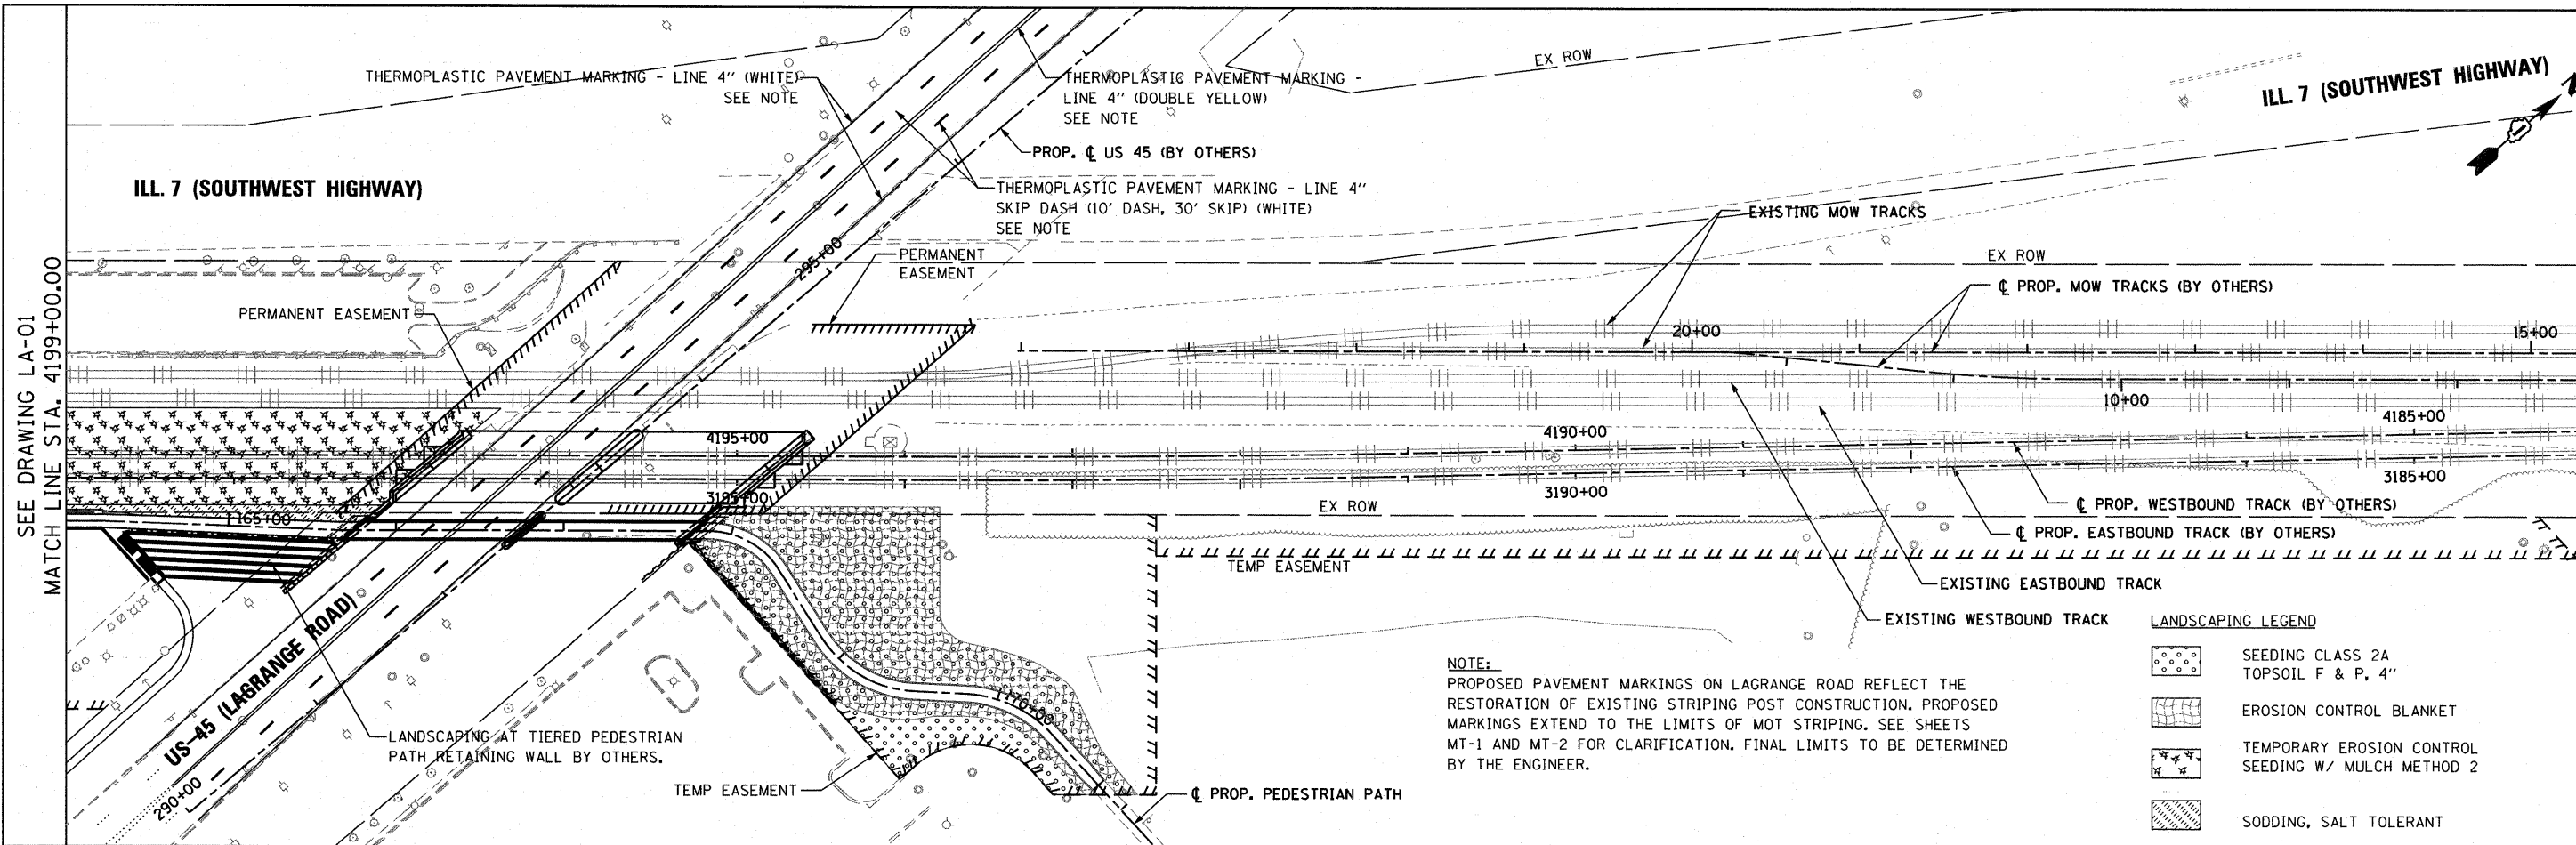 SEE DRAWING LA-01
MATCH LINE STA. 4199+00.00
THERMOPLASTIC PAVEMENT MARKING - LINE 4" (WHITE)
SEE NOTE
THERMOPLASTIC PAVEMENT MARKING -
LINE 4" (DOUBLE YELLOW)
SEE NOTE
EX ROW
ILL. 7 (SOUTHWEST HIGHWAY)
PROP. ℄ US 45 (BY OTHERS)
ILL. 7 (SOUTHWEST HIGHWAY)
THERMOPLASTIC PAVEMENT MARKING - LINE 4"
SKIP DASH (10' DASH, 30' SKIP) (WHITE)
SEE NOTE
EXISTING MOW TRACKS
295+00
PERMANENT
EASEMENT
EX ROW
℄ PROP. MOW TRACKS (BY OTHERS)
PERMANENT EASEMENT
20+00
15+00
10+00
4195+00
4190+00
4185+00
3195+00
3190+00
3185+00
1165+00
EX ROW
℄ PROP. WESTBOUND TRACK (BY OTHERS)
℄ PROP. EASTBOUND TRACK (BY OTHERS)
TEMP EASEMENT
EXISTING EASTBOUND TRACK
EXISTING WESTBOUND TRACK
US-45 (LAGRANGE ROAD)
290+00
LANDSCAPING AT TIERED PEDESTRIAN
PATH RETAINING WALL BY OTHERS.
TEMP EASEMENT
1170+00
℄ PROP. PEDESTRIAN PATH
NOTE:
PROPOSED PAVEMENT MARKINGS ON LAGRANGE ROAD REFLECT THE
RESTORATION OF EXISTING STRIPING POST CONSTRUCTION. PROPOSED
MARKINGS EXTEND TO THE LIMITS OF MOT STRIPING. SEE SHEETS
MT-1 AND MT-2 FOR CLARIFICATION. FINAL LIMITS TO BE DETERMINED
BY THE ENGINEER.
LANDSCAPING LEGEND
SEEDING CLASS 2A
TOPSOIL F & P, 4"
EROSION CONTROL BLANKET
TEMPORARY EROSION CONTROL
SEEDING W/ MULCH METHOD 2
SODDING, SALT TOLERANT